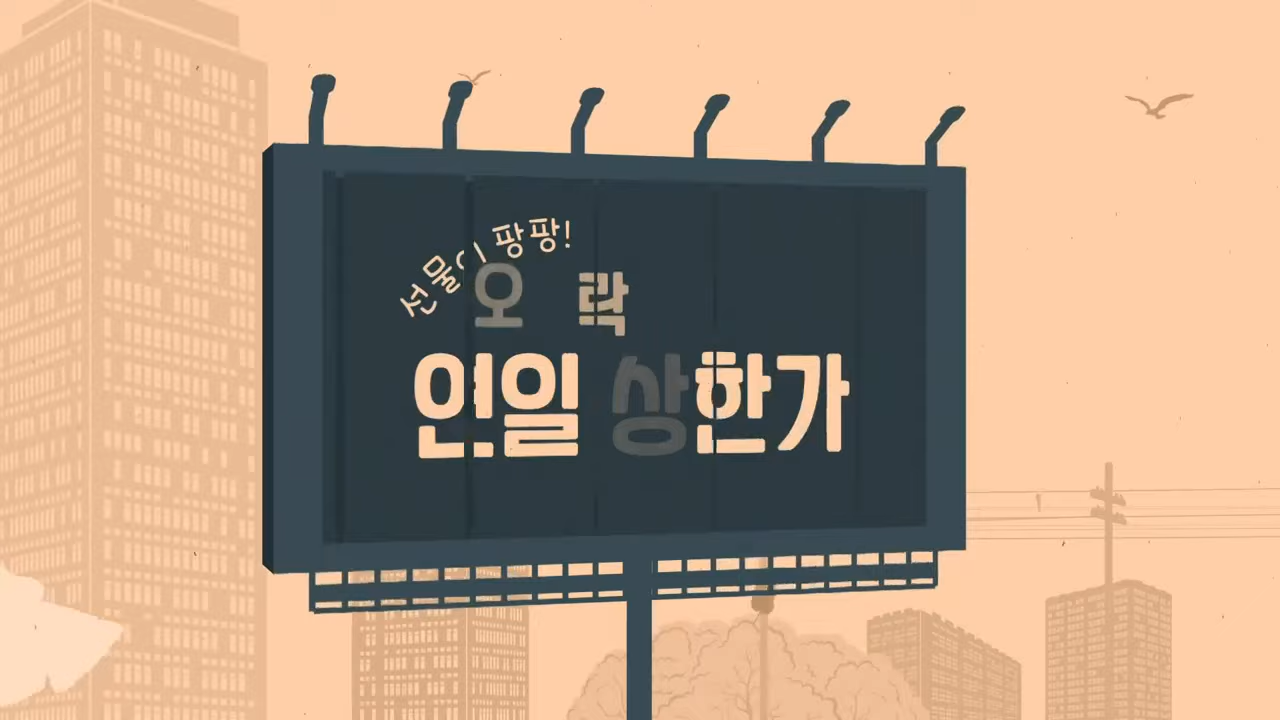 선물이 팡팡!
오 락
연일 상한가